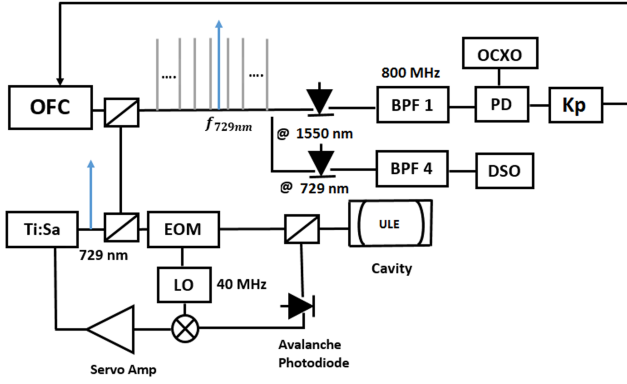 OCXO
800 MHz
....
....
OFC
BPF 1
PD
Kp
f729nm
@ 1550 nm
BPF 4
DSO
@ 729 nm
Ti:Sa
EOM
ULE
729 nm
Cavity
LO
40 MHz
Avalanche
Photodiode
Servo Amp